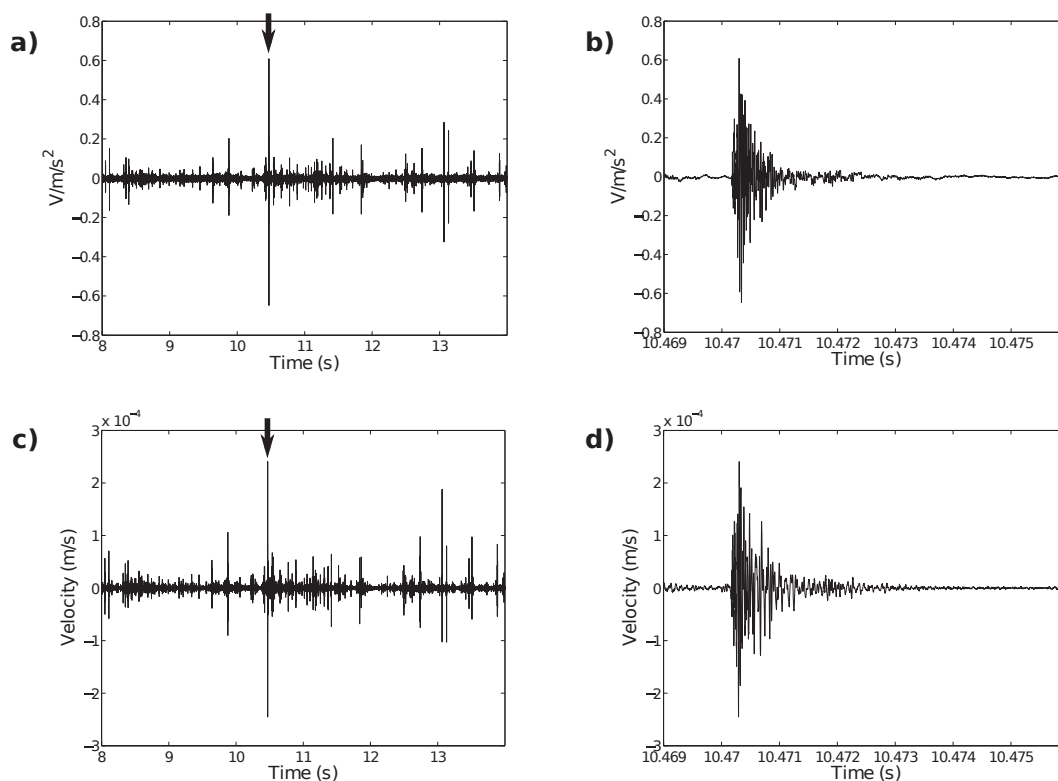 a)
0.8
0.6
0.4
0.2
0
−0.2
−0.4
−0.6
−0.8
V/m/s²
8 9 10 11 12 13
Time (s)
b)
0.8
0.6
0.4
0.2
0
−0.2
−0.4
−0.6
−0.8
V/m/s²
10.469 10.47 10.471 10.472 10.473 10.474 10.475
Time (s)
c)
x 10⁻⁴
3
2
1
0
−1
−2
−3
Velocity (m/s)
8 9 10 11 12 13
Time (s)
d)
x 10⁻⁴
3
2
1
0
−1
−2
−3
Velocity (m/s)
10.469 10.47 10.471 10.472 10.473 10.474 10.475
Time (s)